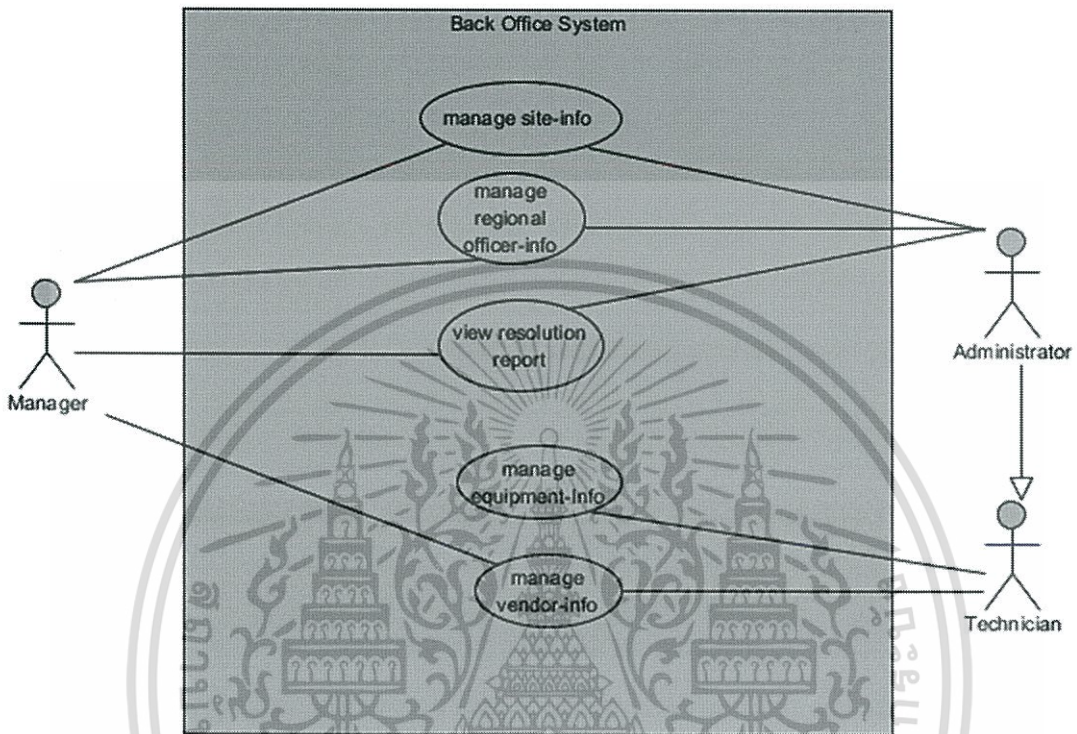 Back Office System
manage site-info
manage
regional
officer-info
view resolution
report
manage
equipment-info
manage
vendor-info
Manager
Administrator
Technician